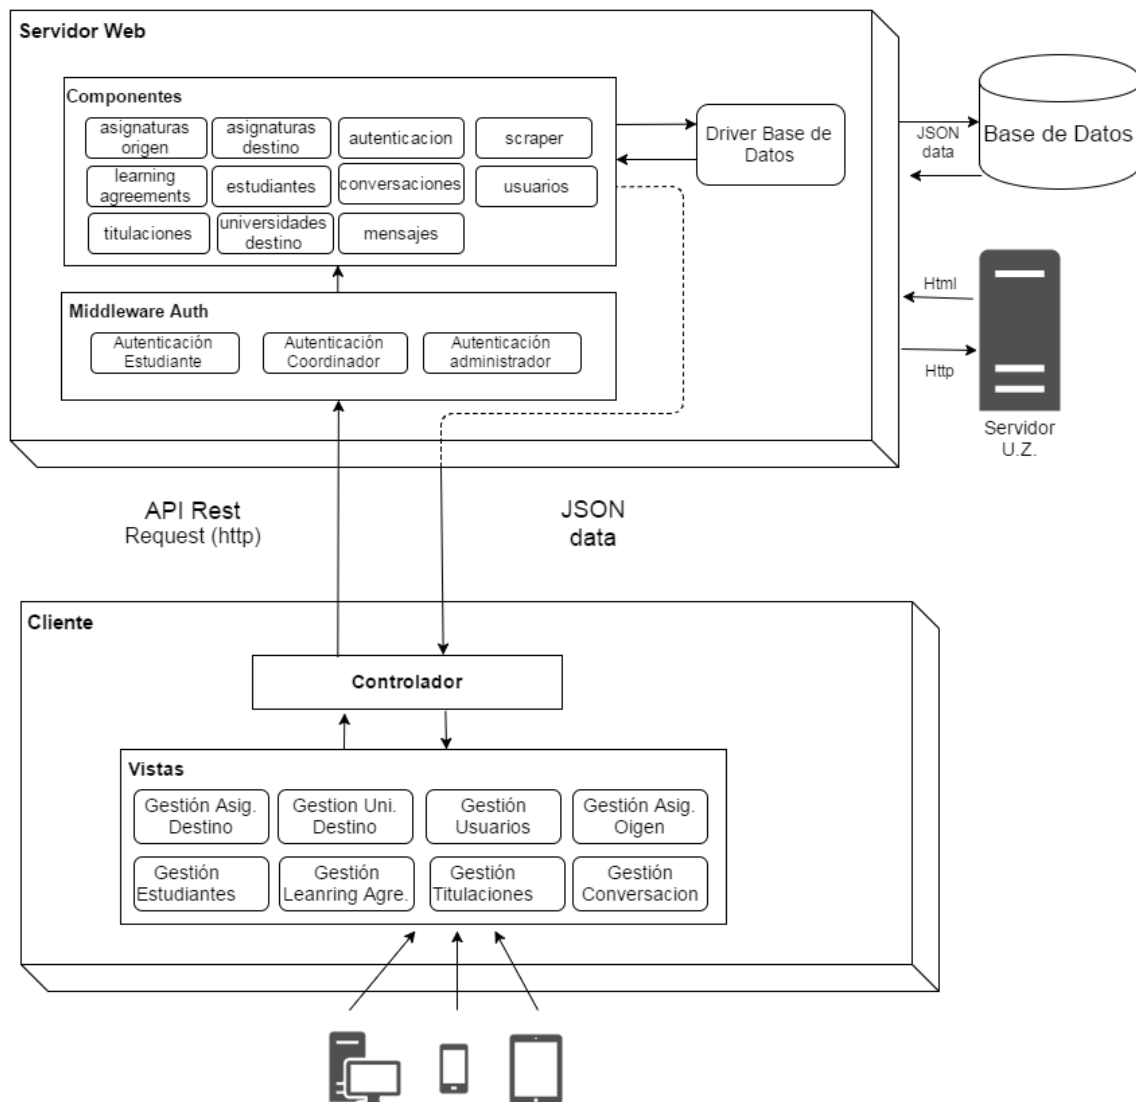 Servidor Web
Componentes
asignaturas
origen
asignaturas
destino
autenticacion
scraper
learning
agreements
estudiantes
conversaciones
usuarios
titulaciones
universidades
destino
mensajes
Driver Base de
Datos
JSON
data
Base de Datos
Middleware Auth
Autenticación
Estudiante
Autenticación
Coordinador
Autenticación
administrador
Html
Http
Servidor
U.Z.
API Rest
Request (http)
JSON
data
Cliente
Controlador
Vistas
Gestión Asig.
Destino
Gestion Uni.
Destino
Gestión
Usuarios
Gestión Asig.
Oigen
Gestión
Estudiantes
Gestión
Leanring Agre.
Gestión
Titulaciones
Gestión
Conversacion